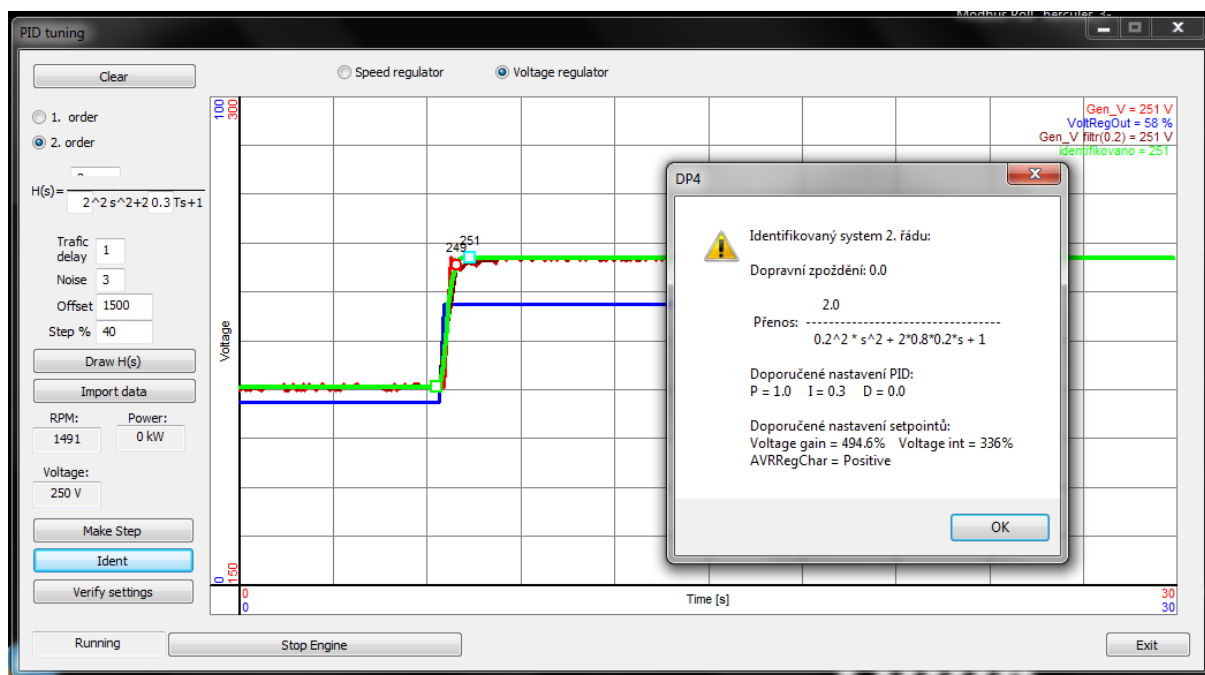 Modbus Poll hercules 3-
PID tuning
Clear
Speed regulator
Voltage regulator
1. order
2. order
H(s)=
2^2 s^2+2 0.3 Ts+1
Trafic delay 1
Noise 3
Offset 1500
Step % 40
Draw H(s)
Import data
RPM: Power:
1491 0 kW
Voltage:
250 V
Make Step
Ident
Verify settings
Running
Stop Engine
Exit
100
300
Voltage
0
150
0
0
Time [s]
30
30
249
251
Gen_V = 251 V
VoltRegOut = 58 %
Gen_V filtr(0.2) = 251 V
identifikovano = 251
DP4
Identifikovaný system 2. řádu:
Dopravní zpoždění: 0.0
2.0
Přenos: -----------------------------------
0.2^2 * s^2 + 2*0.8*0.2*s + 1
Doporučené nastavení PID:
P = 1.0 I = 0.3 D = 0.0
Doporučené nastavení setpointů:
Voltage gain = 494.6% Voltage int = 336%
AVRRegChar = Positive
OK